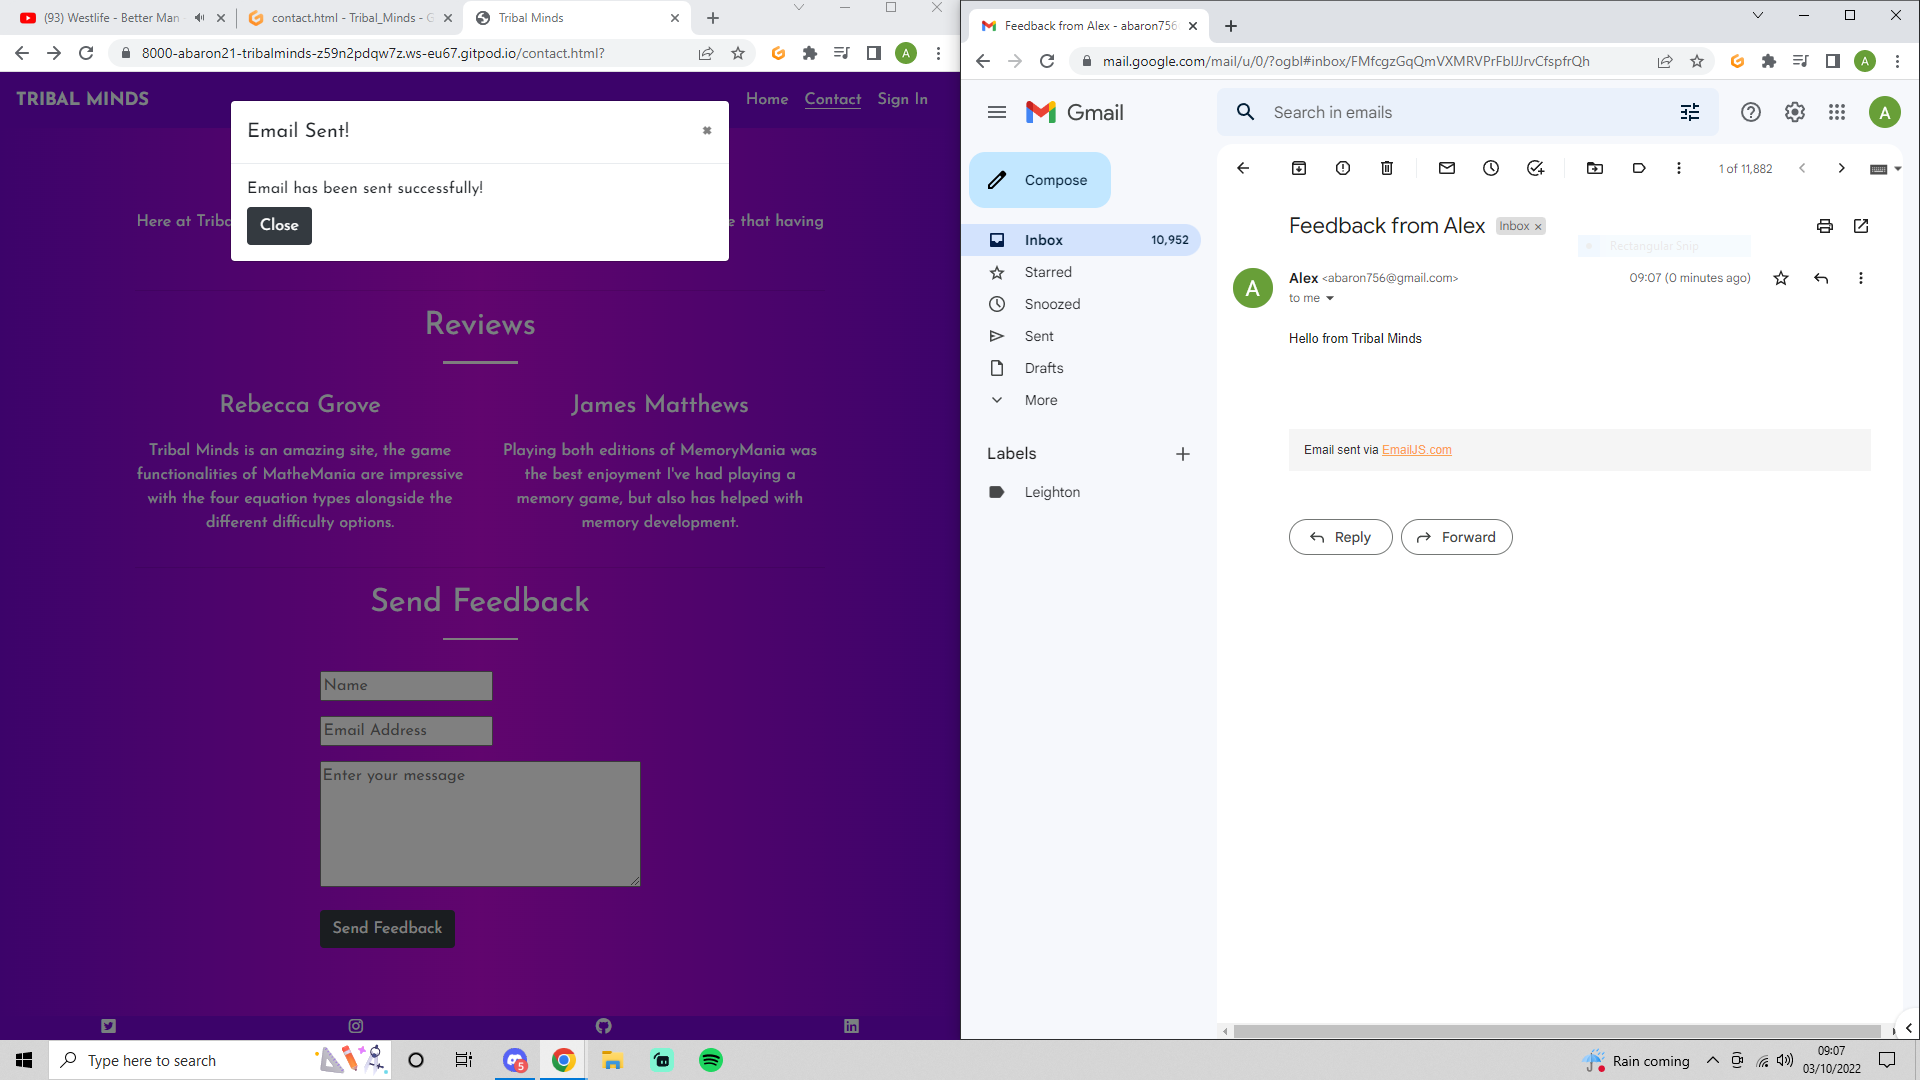 (93) Westlife - Better Man
contact.html - Tribal_Minds - G
Tribal Minds
8000-abaron21-tribalminds-z59n2pdqw7z.ws-eu67.gitpod.io/contact.html?
A
TRIBAL MINDS
Home
Contact
Sign In
Email Sent!
Email has been sent successfully!
Close
Here at Triba
e that having
Reviews
Rebecca Grove
Tribal Minds is an amazing site, the game
functionalities of MatheMania are impressive
with the four equation types alongside the
different difficulty options.
James Matthews
Playing both editions of MemoryMania was
the best enjoyment I've had playing a
memory game, but also has helped with
memory development.
Send Feedback
Name
Email Address
Enter your message
Send Feedback
Feedback from Alex - abaron756
mail.google.com/mail/u/0/?ogbl#inbox/FMfcgzGqQmVXMRVPrFblJJrvCfspfrQh
A
Gmail
Search in emails
A
Compose
1 of 11,882
Inbox 10,952
Starred
Snoozed
Sent
Drafts
More
Labels
Leighton
Feedback from Alex
Inbox
Rectangular Snip
A
Alex <abaron756@gmail.com>
09:07 (0 minutes ago)
to me
Hello from Tribal Minds
Email sent via EmailJS.com
Reply
Forward
Type here to search
5
Rain coming
09:07
03/10/2022